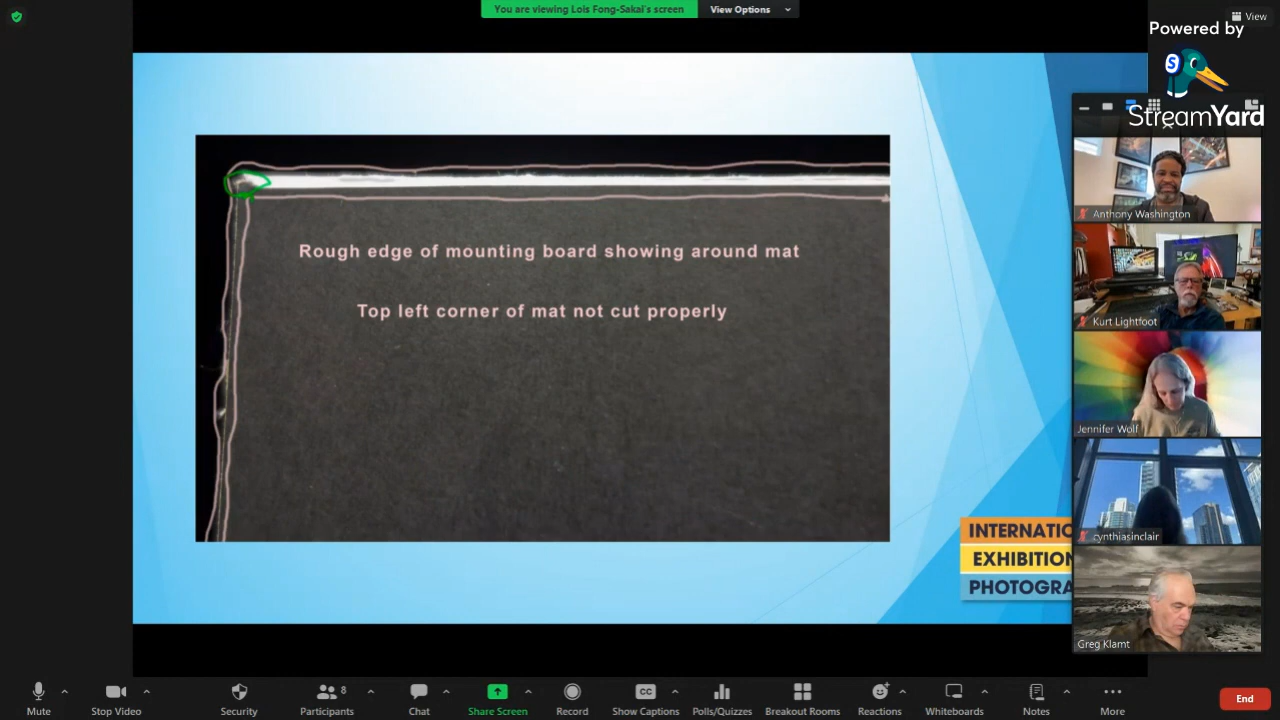 You are viewing Lois Fong-Sakai's screen
View Options
View
Powered by
S
StreamYard
Rough edge of mounting board showing around mat
Top left corner of mat not cut properly
INTERNATIO
EXHIBITION
PHOTOGRA
Anthony Washington
Kurt Lightfoot
Jennifer Wolf
cynthiasinclair
Greg Klamt
Mute
Stop Video
Security
Participants
8
Chat
Share Screen
Record
CC
Show Captions
Polls/Quizzes
Breakout Rooms
Reactions
Whiteboards
Notes
More
End